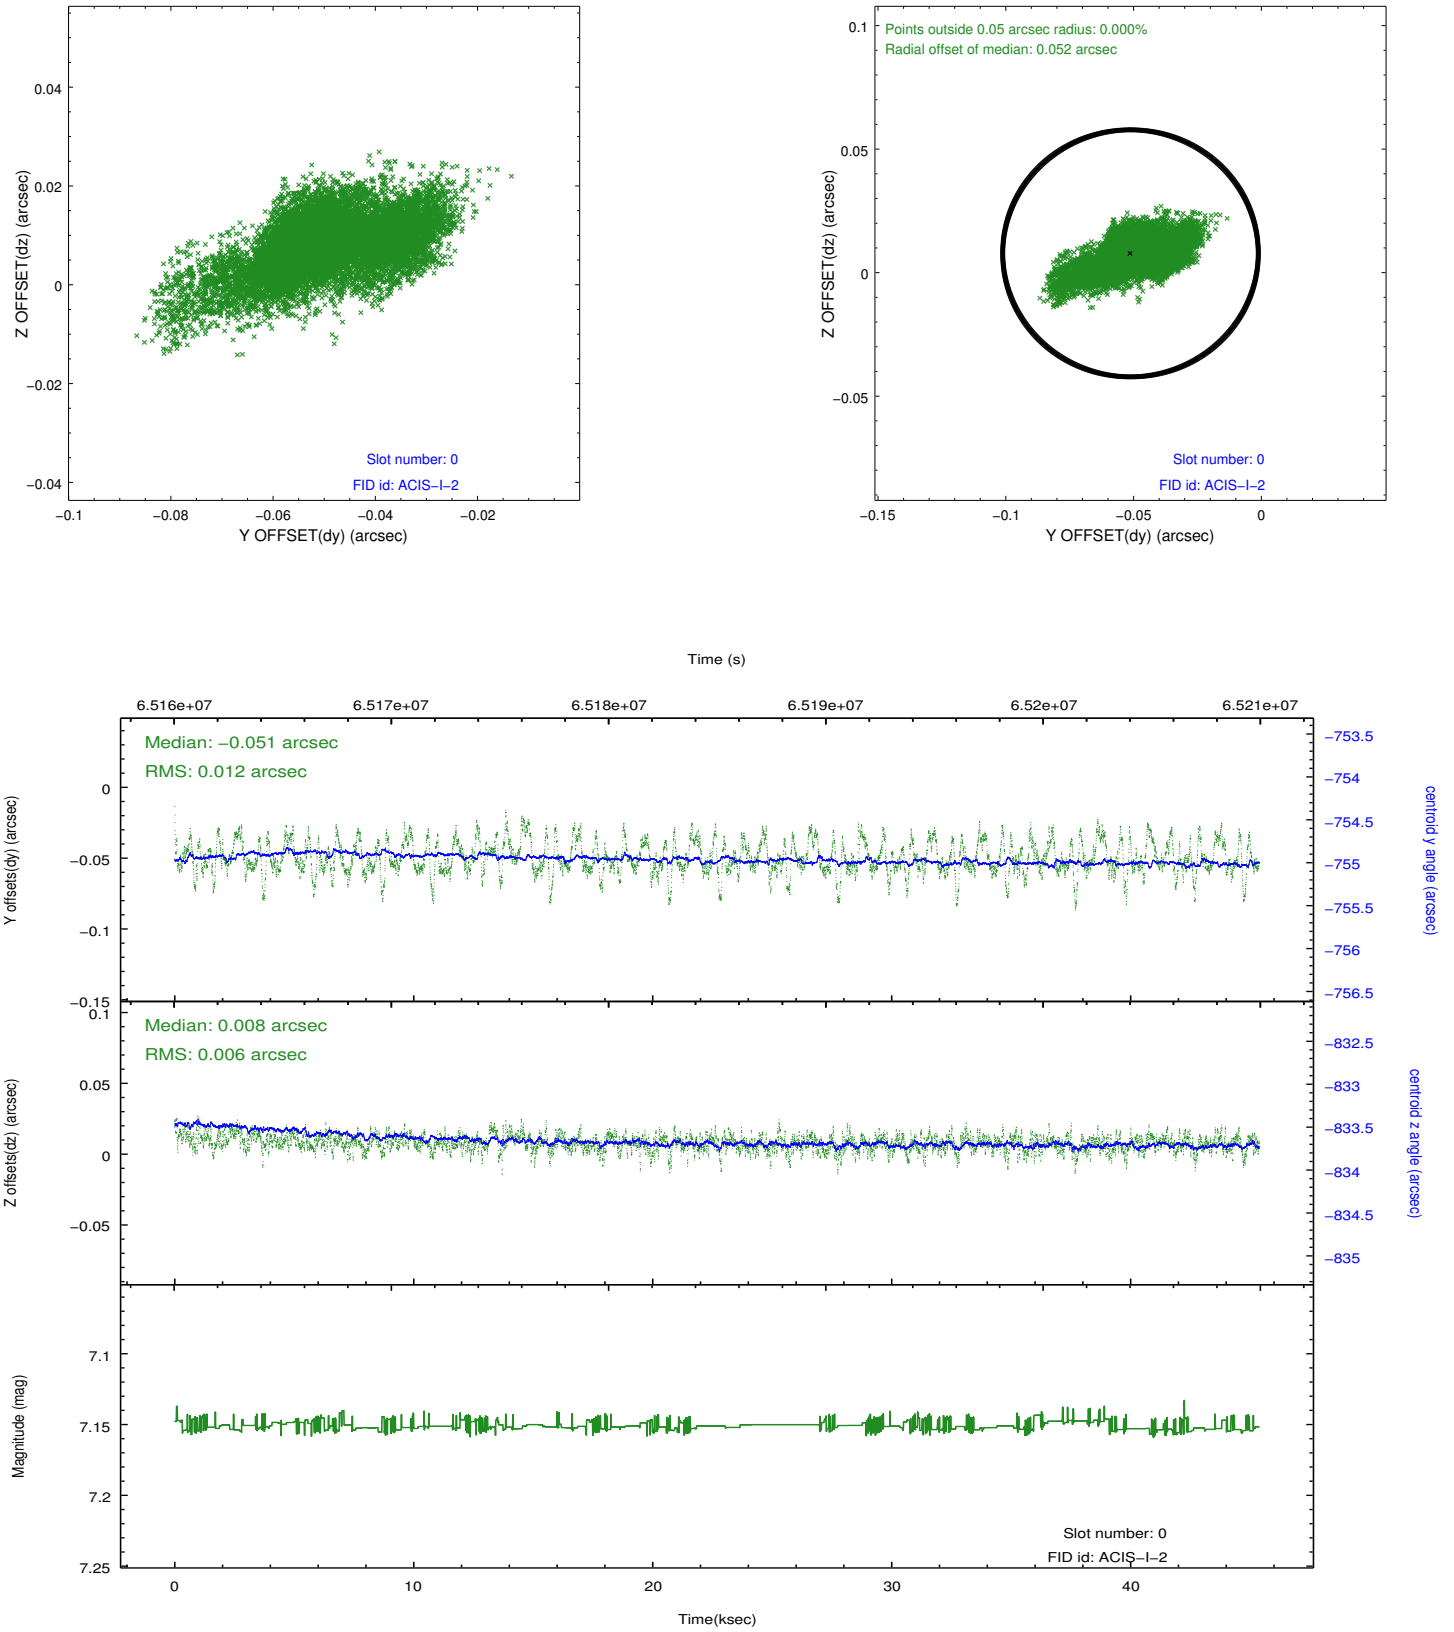 0.04
0.02
0
−0.02
−0.04
Z OFFSET(dz) (arcsec)
Slot number: 0
FID id: ACIS−I−2
−0.1 −0.08 −0.06 −0.04 −0.02
Y OFFSET(dy) (arcsec)
Points outside 0.05 arcsec radius: 0.000%
Radial offset of median: 0.052 arcsec
0.1
0.05
0
−0.05
Z OFFSET(dz) (arcsec)
Slot number: 0
FID id: ACIS−I−2
−0.15 −0.1 −0.05 0
Y OFFSET(dy) (arcsec)
Time (s)
6.516e+07 6.517e+07 6.518e+07 6.519e+07 6.52e+07 6.521e+07
Median: −0.051 arcsec
RMS: 0.012 arcsec
0
−0.05
−0.1
−0.15
Y offsets(dy) (arcsec)
−753.5
−754
−754.5
−755
−755.5
−756
−756.5
centroid y angle (arcsec)
Median: 0.008 arcsec
RMS: 0.006 arcsec
0.1
0.05
0
−0.05
Z offsets(dz) (arcsec)
−832.5
−833
−833.5
−834
−834.5
−835
centroid z angle (arcsec)
7.1
7.15
7.2
7.25
Magnitude (mag)
Slot number: 0
FID id: ACIS−I−2
0 10 20 30 40
Time(ksec)